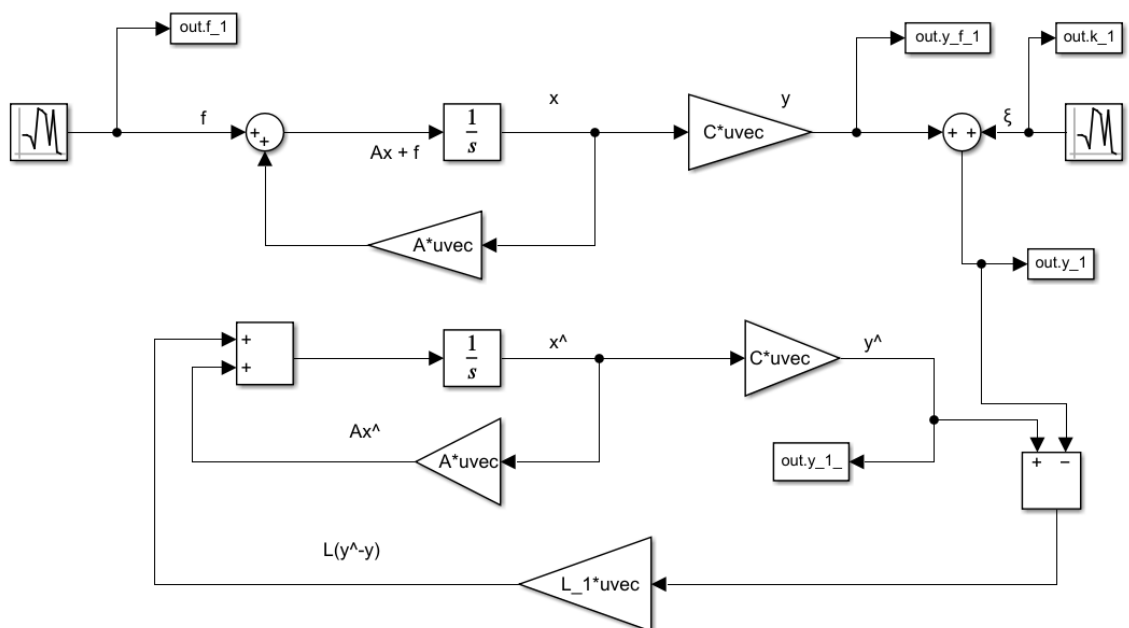 out.f_1
out.y_f_1
out.k_1
f
+
+
Ax + f
1
s
x
C*uvec
y
+ +
ξ
A*uvec
out.y_1
+
+
1
s
x^
C*uvec
y^
Ax^
A*uvec
out.y_1_
+ −
L(y^-y)
L_1*uvec